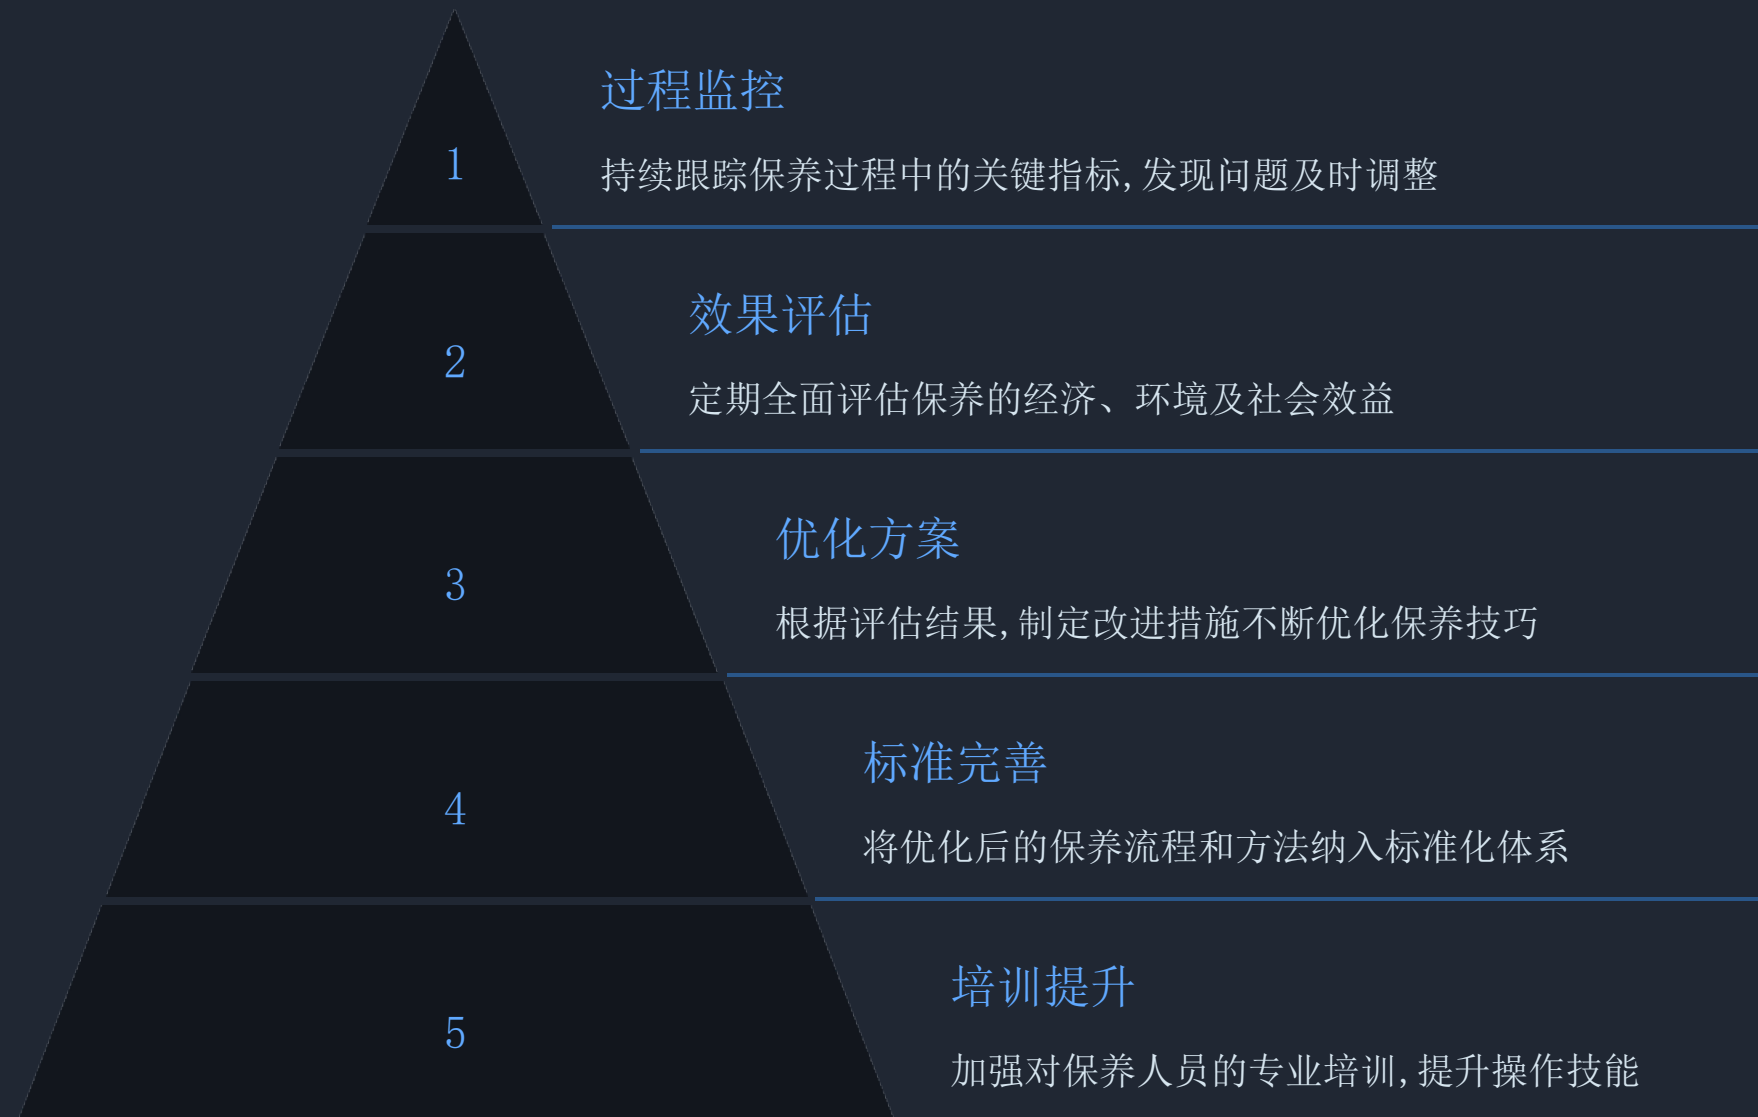 1
过程监控
持续跟踪保养过程中的关键指标,发现问题及时调整
2
效果评估
定期全面评估保养的经济、环境及社会效益
3
优化方案
根据评估结果,制定改进措施不断优化保养技巧
4
标准完善
将优化后的保养流程和方法纳入标准化体系
5
培训提升
加强对保养人员的专业培训,提升操作技能